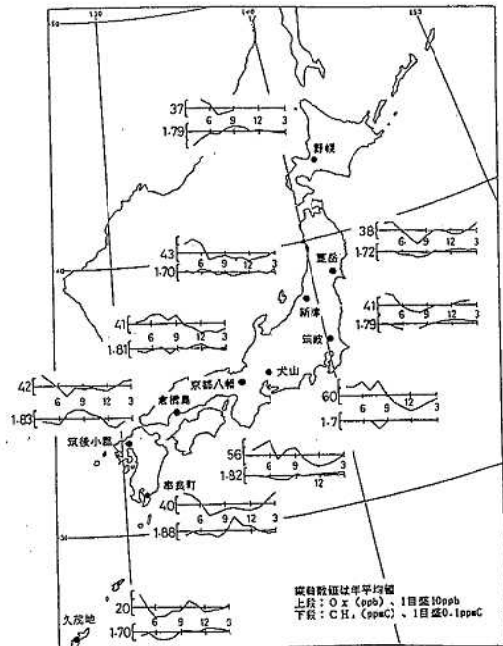 130
140
150
50
37
6 9 12 3
1.79
野幌
38
6 9 12 3
1.72
43
6 9 12 3
1.70
40
箟岳
新津
41
6 9 12 3
1.79
筑波
41
6 9 12 3
1.81
犬山
京都八幡
倉橋島
42
6 9 12 3
1.83
筑後小郡
60
6 9 12 3
1.7
56
6 9 12 3
1.82
串良町
40
6 9 12 3
1.88
20
6 9 12 3
1.70
久茂地
縦軸数値は年平均値
上段:Ox(ppb)、1目盛10ppb
下段:CH₄(ppmC)、1目盛0.1ppmC